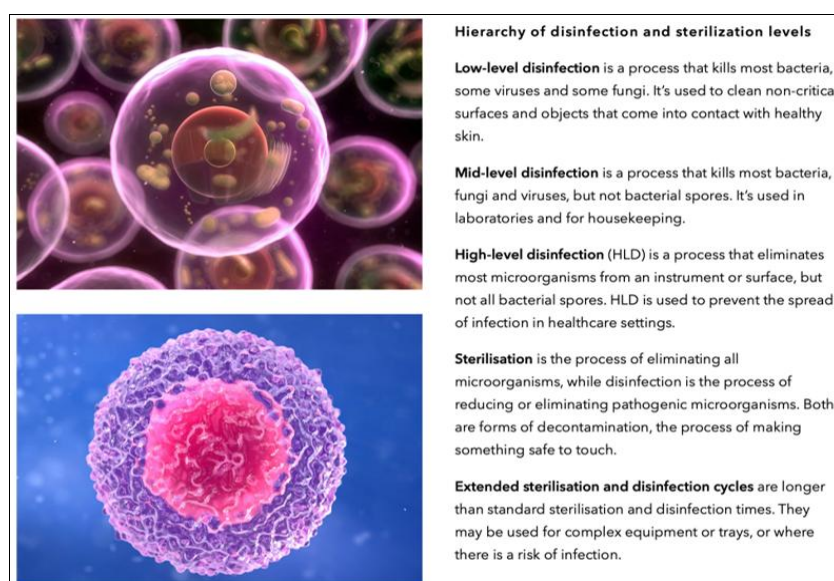 Hierarchy of disinfection and sterilization levels
Low-level disinfection is a process that kills most bacteria,
some viruses and some fungi. It's used to clean non-critica
surfaces and objects that come into contact with healthy
skin.
Mid-level disinfection is a process that kills most bacteria,
fungi and viruses, but not bacterial spores. It's used in
laboratories and for housekeeping.
High-level disinfection (HLD) is a process that eliminates
most microorganisms from an instrument or surface, but
not all bacterial spores. HLD is used to prevent the spread
of infection in healthcare settings.
Sterilisation is the process of eliminating all
microorganisms, while disinfection is the process of
reducing or eliminating pathogenic microorganisms. Both
are forms of decontamination, the process of making
something safe to touch.
Extended sterilisation and disinfection cycles are longer
than standard sterilisation and disinfection times. They
may be used for complex equipment or trays, or where
there is a risk of infection.